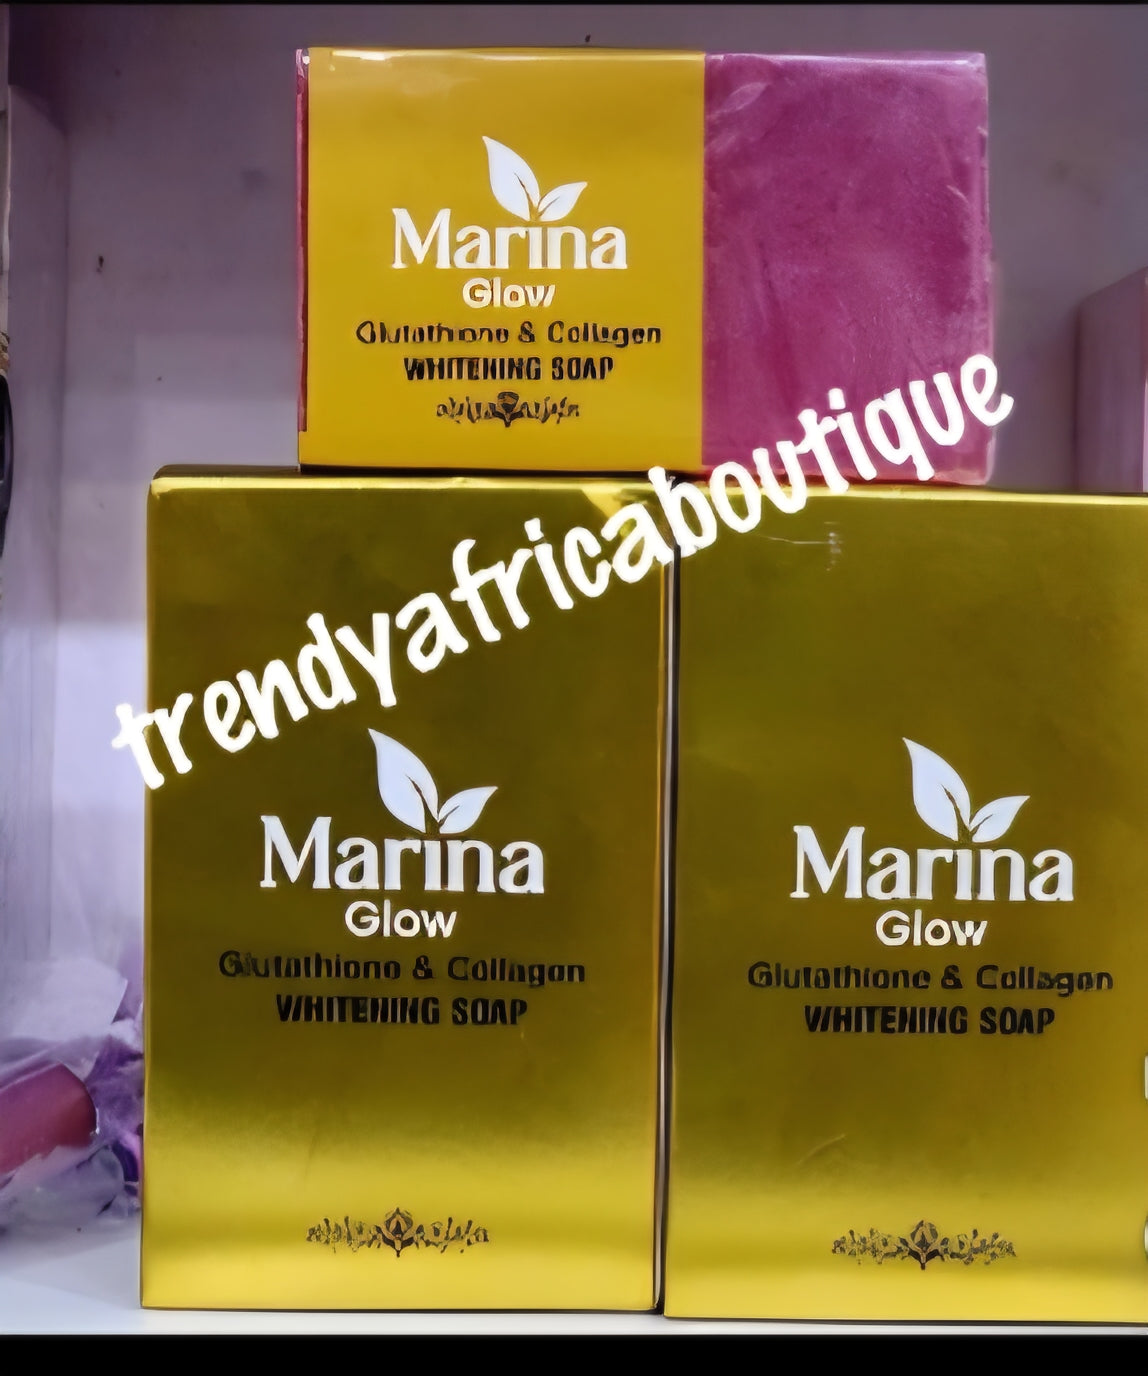 Marina
Glow
Glutathione & Collagen
WHITENING SOAP
trendyafricaboutique
Marina
Glow
Glutathione & Collagen
WHITENING SOAP
Marina
Glow
Glutathione & Collagen
WHITENING SOAP